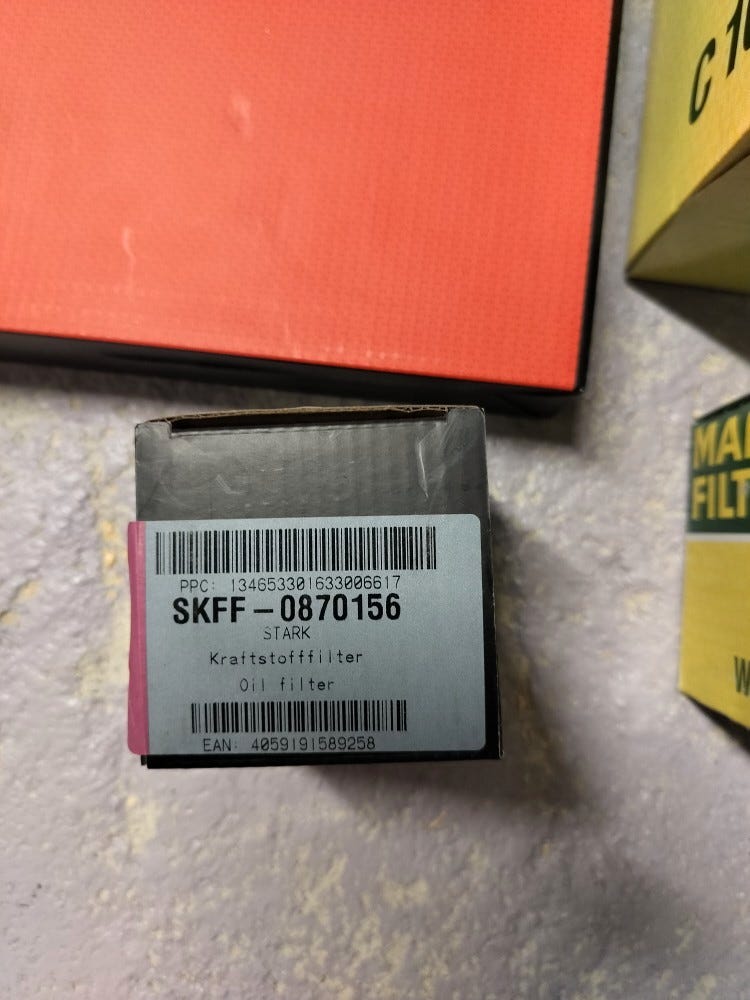 C
PPC: 134653301633006617
SKFF-0870156
STARK
Kraftstofffilter
Oil filter
EAN: 4059191589258